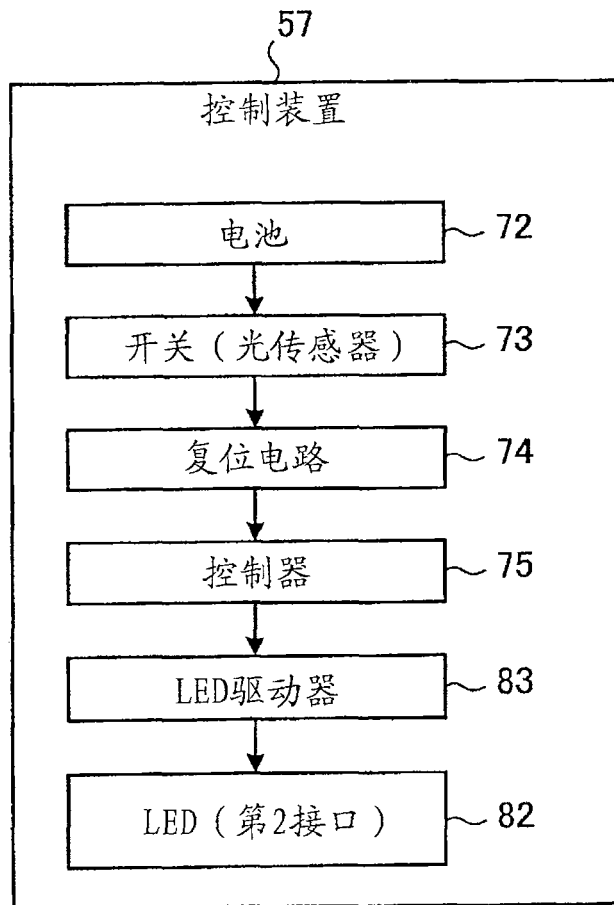 57
控制装置
电池 72
开关（光传感器） 73
复位电路 74
控制器 75
LED驱动器 83
LED（第2接口） 82